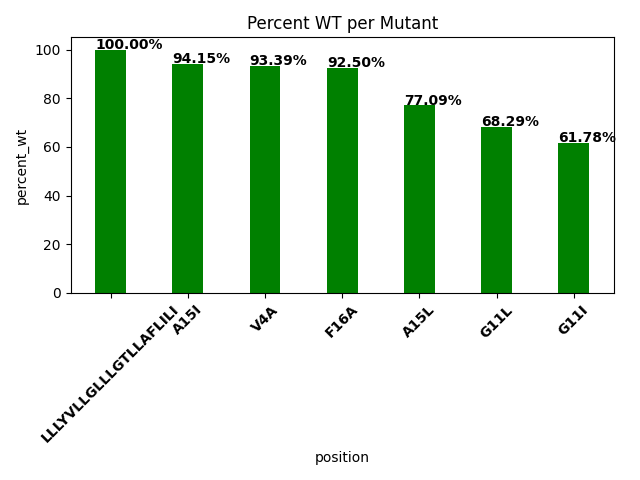 Percent WT per Mutant
percent_wt
100
80
60
40
20
0
100.00%
94.15%
93.39%
92.50%
77.09%
68.29%
61.78%
LLLYVLLGLLLGTLLAFLILI
A15I
V4A
F16A
A15L
G11L
G11I
position